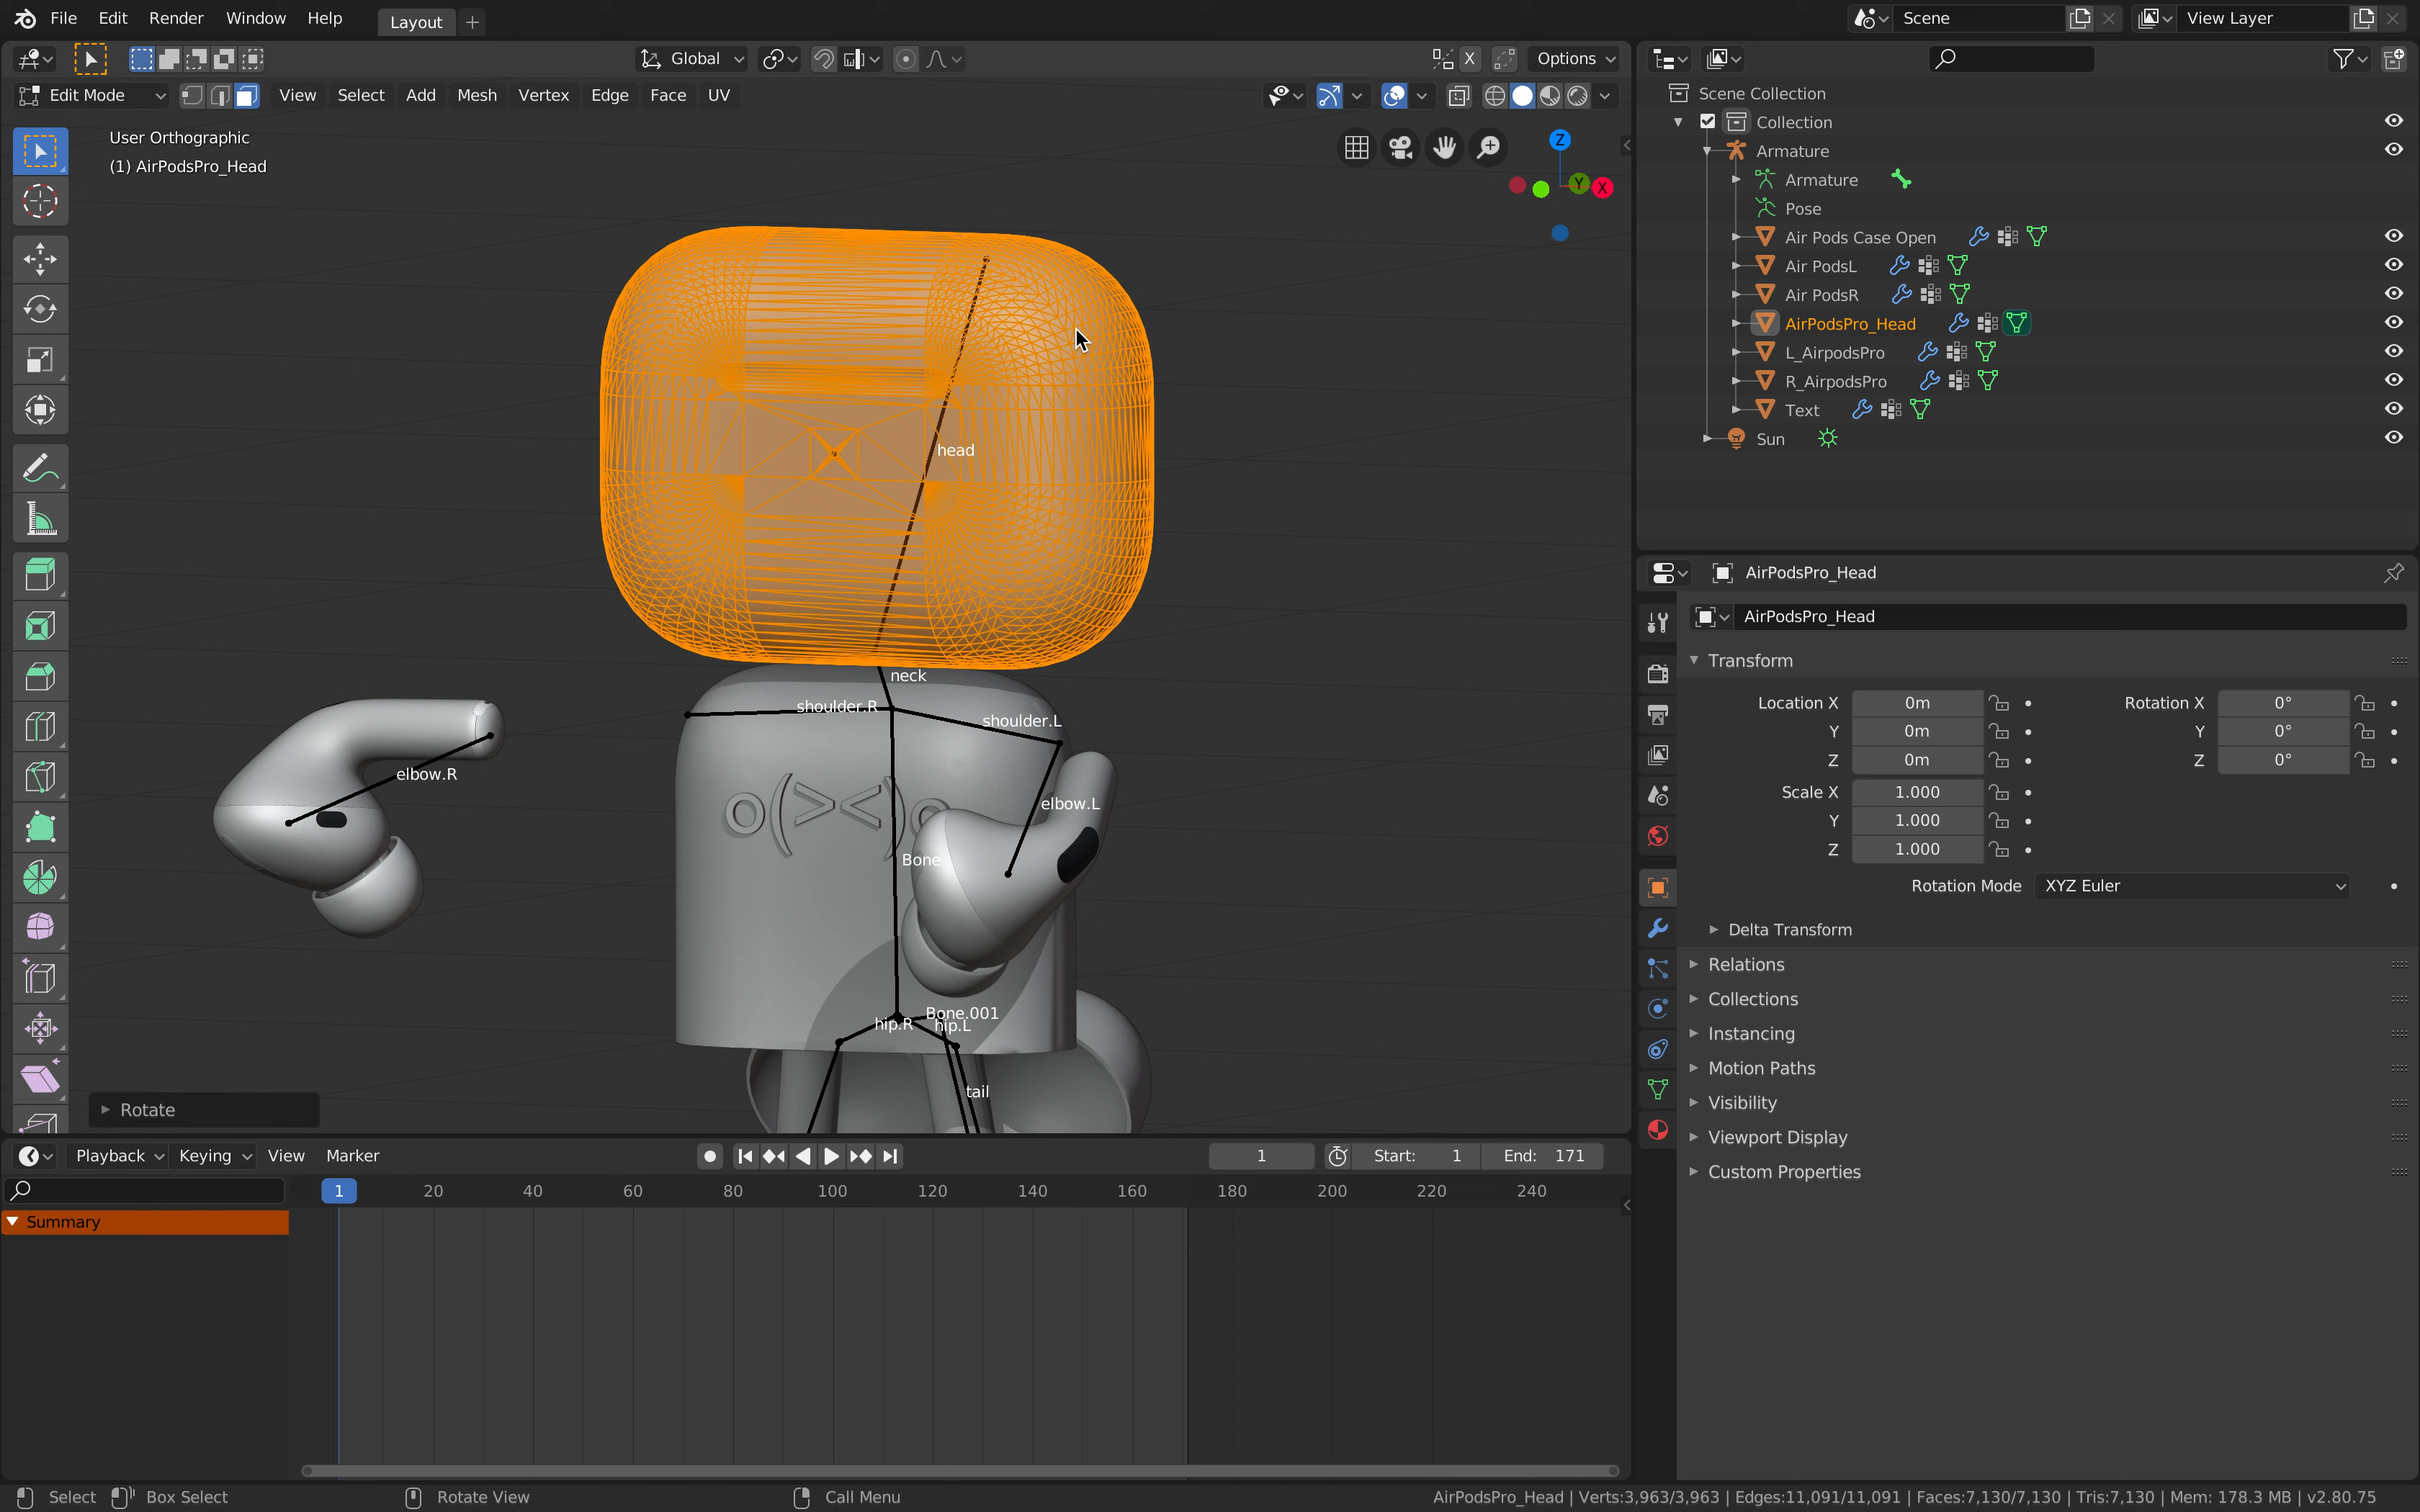 File Edit Render Window Help Layout Scene View Layer
Global Options
Edit Mode View Select Add Mesh Vertex Edge Face UV
User Orthographic
(1) AirPodsPro_Head
Z
Y
X
head
neck
shoulder.R
shoulder.L
elbow.R
elbow.L
o(><)o
Bone
Bone.001
hip.R
hip.L
tail
Rotate
Scene Collection
Collection
Armature
Armature
Pose
Air Pods Case Open
Air PodsL
Air PodsR
AirPodsPro_Head
L_AirpodsPro
R_AirpodsPro
Text
Sun
AirPodsPro_Head
AirPodsPro_Head
Transform
Location X 0m Rotation X 0°
Y 0m Y 0°
Z 0m Z 0°
Scale X 1.000
Y 1.000
Z 1.000
Rotation Mode XYZ Euler
Delta Transform
Relations
Collections
Instancing
Motion Paths
Visibility
Viewport Display
Custom Properties
Playback Keying View Marker 1 Start: 1 End: 171
1 20 40 60 80 100 120 140 160 180 200 220 240
Summary
Select Box Select Rotate View Call Menu AirPodsPro_Head | Verts:3,963/3,963 | Edges:11,091/11,091 | Faces:7,130/7,130 | Tris:7,130 | Mem: 178.3 MB | v2.80.75